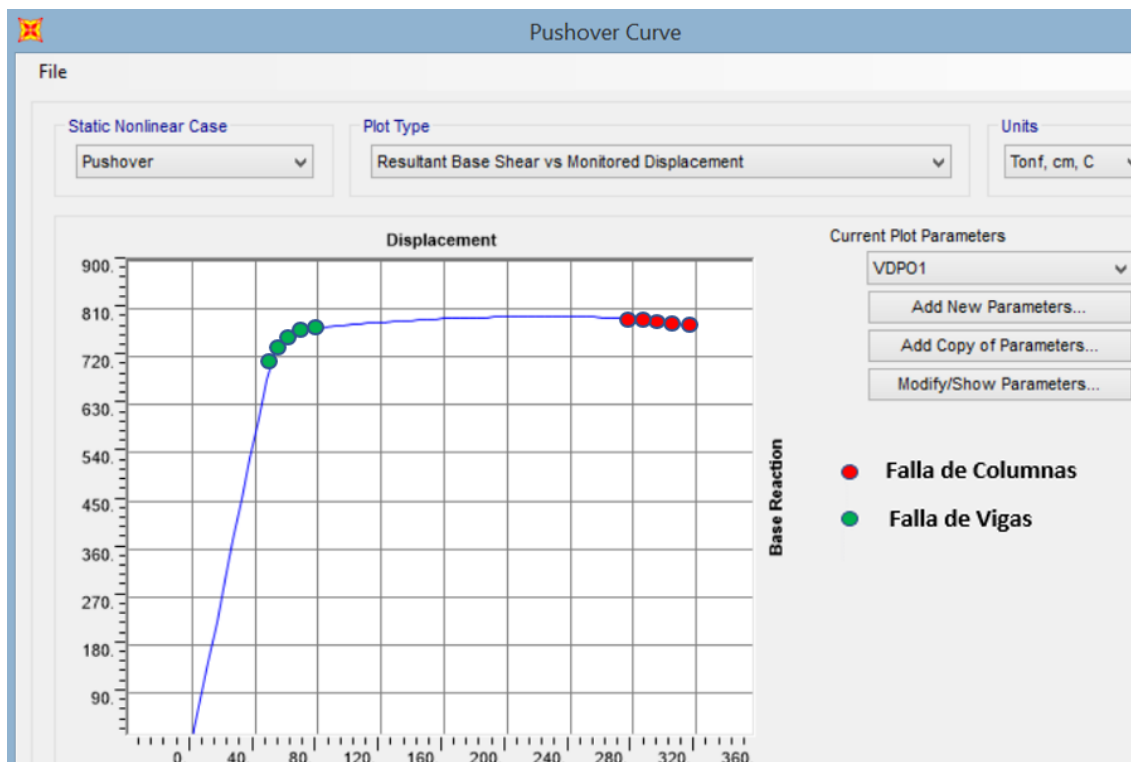 Pushover Curve
File
Static Nonlinear Case
Plot Type
Units
Pushover
Resultant Base Shear vs Monitored Displacement
Tonf, cm, C
Displacement
Current Plot Parameters
VDPO1
Add New Parameters...
Add Copy of Parameters...
Modify/Show Parameters...
900.
810.
720.
630.
540.
450.
360.
270.
180.
90.
Base Reaction
Falla de Columnas
Falla de Vigas
0 40 80 120 160 200 240 280 320 360